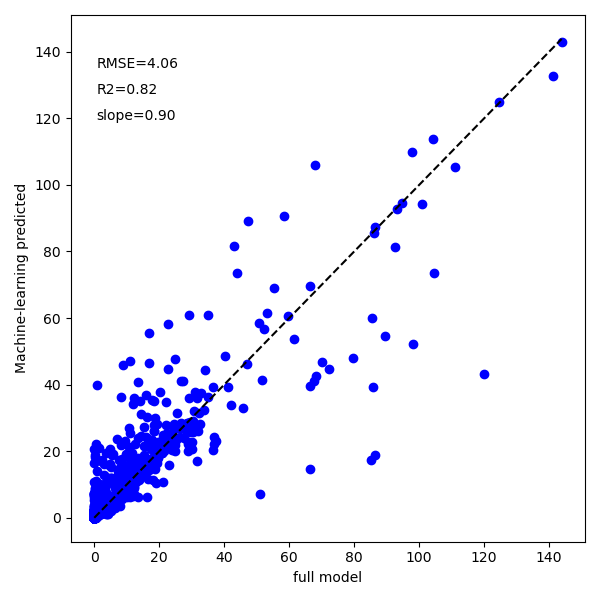 RMSE=4.06
R2=0.82
slope=0.90
Machine-learning predicted
140
120
100
80
60
40
20
0
0 20 40 60 80 100 120 140
full model